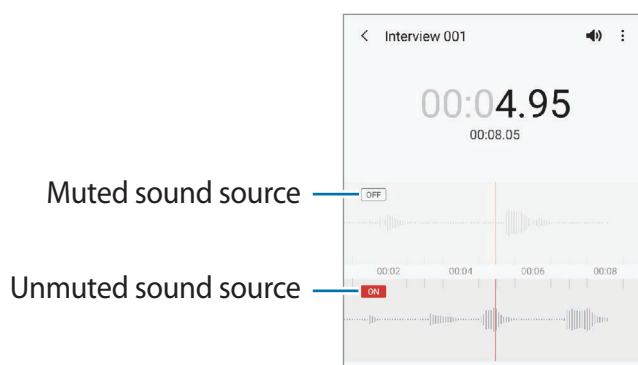 Interview 001
00:04.95
00:08.05
Muted sound source
OFF
00:02 00:04 00:06 00:08
Unmuted sound source
ON